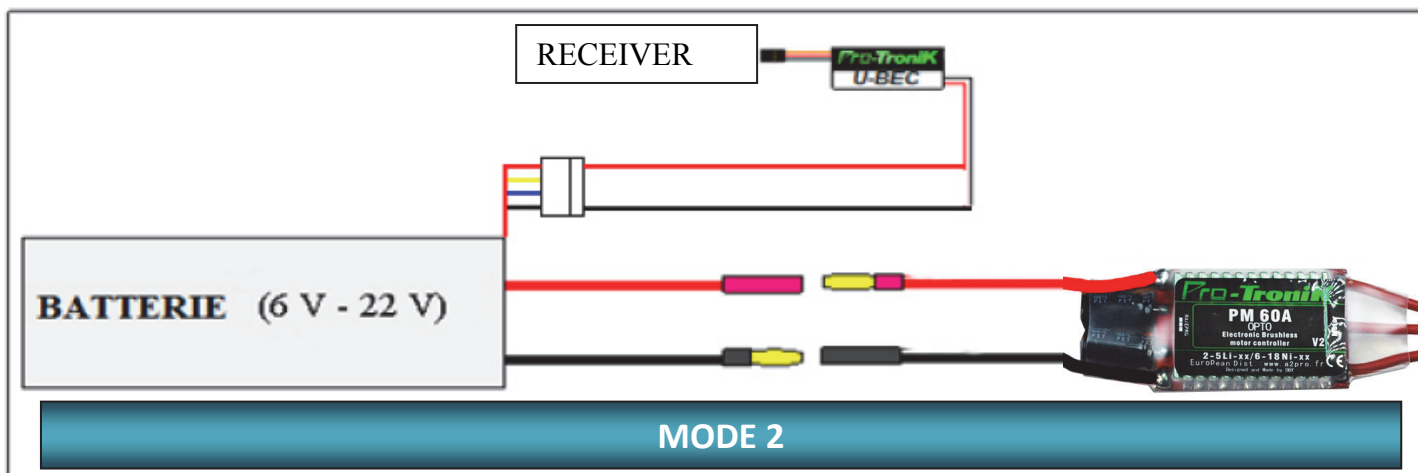 RECEIVER
Pro-TroniK
U-BEC
BATTERIE (6 V - 22 V)
Pro-TroniK
PM 60A
OPTO
Electronic Brushless
motor controller
V2
2-5Li-xx/6-18Ni-xx
EuroPean Dist. www.a2pro.fr
MODE 2